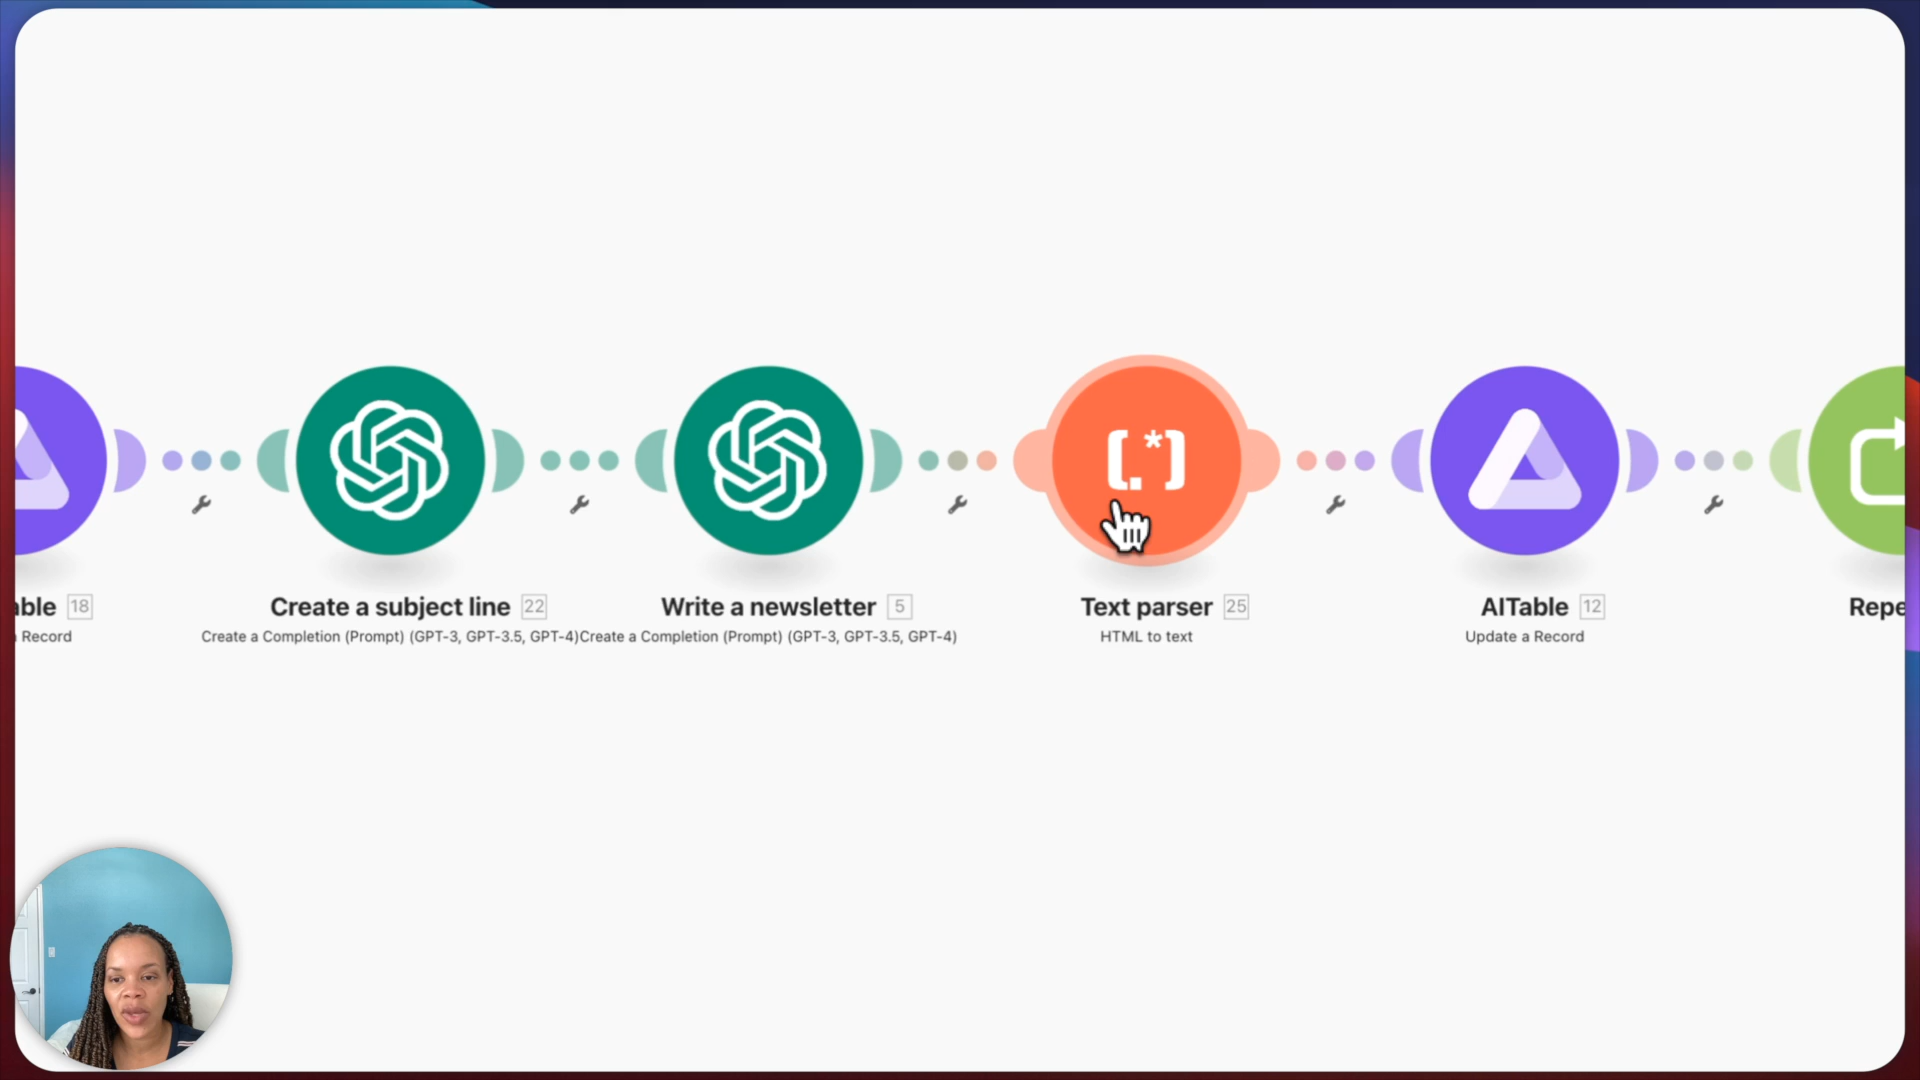 able 18
Record
Create a subject line 22
Create a Completion (Prompt) (GPT-3, GPT-3.5, GPT-4)
Write a newsletter 5
Create a Completion (Prompt) (GPT-3, GPT-3.5, GPT-4)
[.*]
Text parser 25
HTML to text
AITable 12
Update a Record
Repe